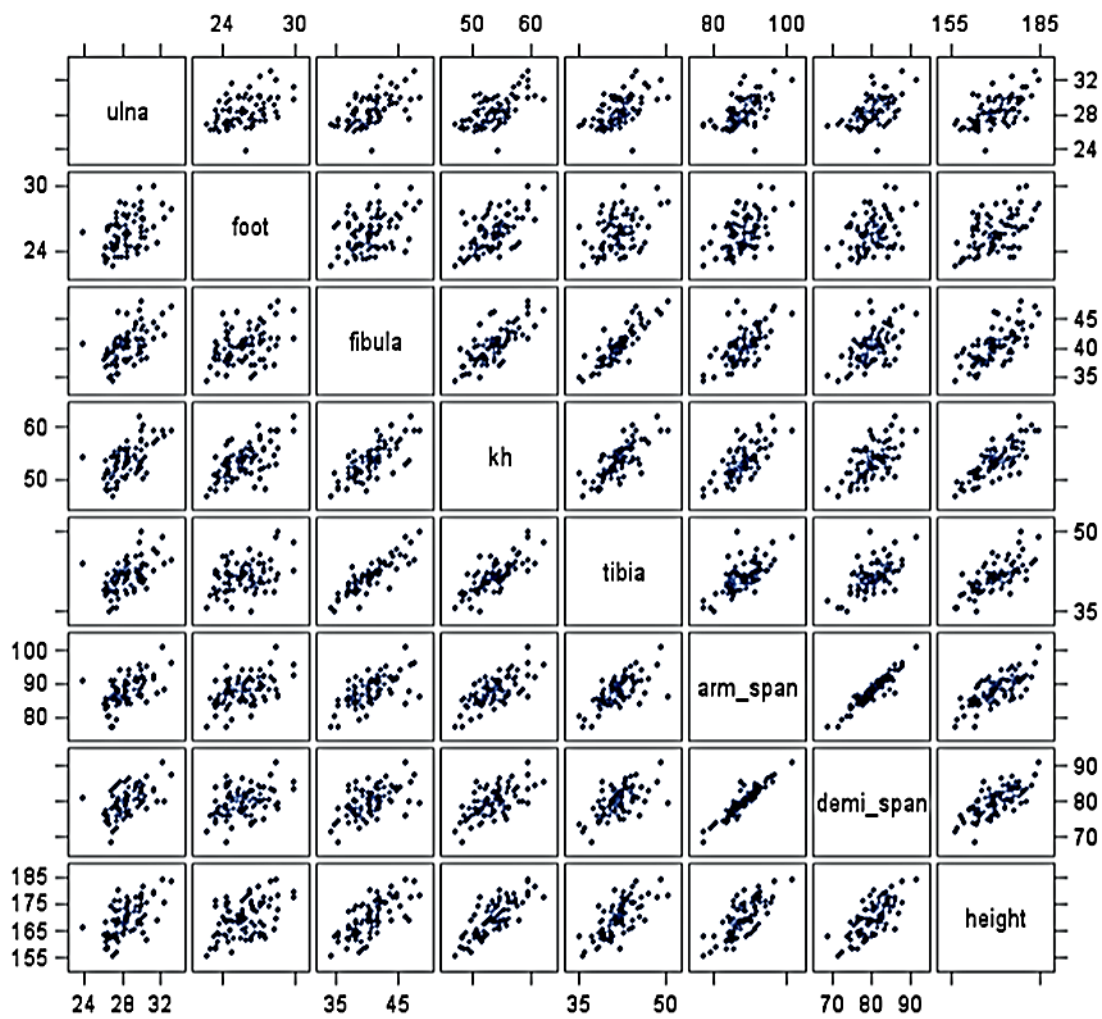 24 30 50 60 80 100 155 185
ulna 32 28 24
30 24 foot
fibula 45 40 35
60 50 kh
tibia 50 35
100 90 80 arm_span
demi_span 90 80 70
185 175 165 155 height
24 28 32 35 45 35 50 70 80 90